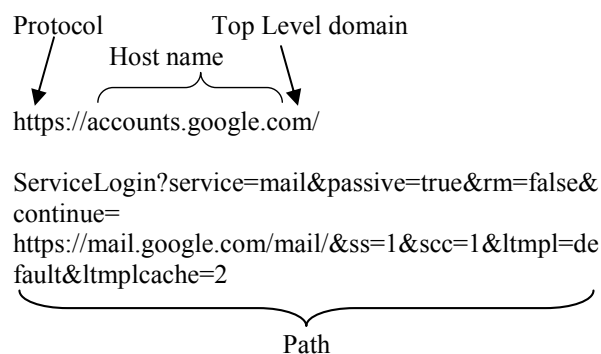 Protocol Top Level domain
Host name
https://accounts.google.com/
ServiceLogin?service=mail&passive=true&rm=false&
continue=
https://mail.google.com/mail/&ss=1&scc=1&ltmpl=de
fault&ltmplcache=2
Path